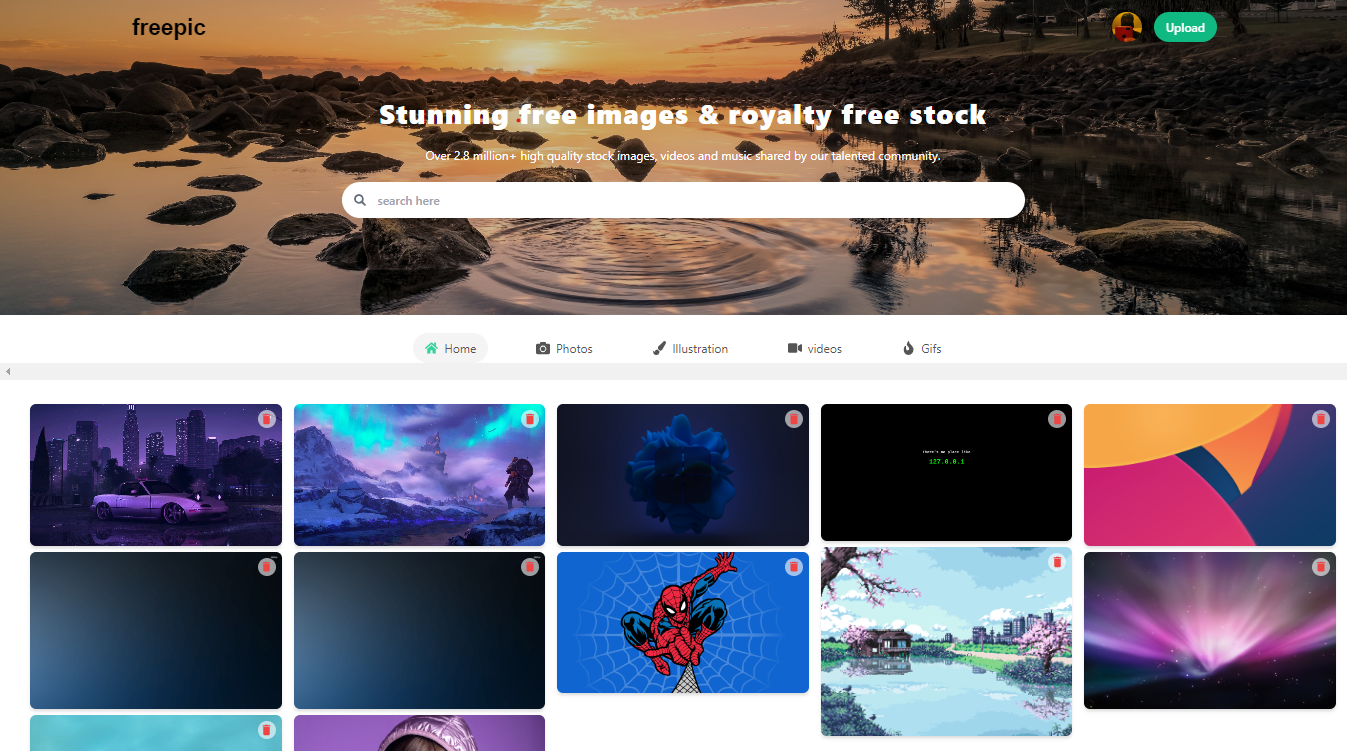 freepic
Upload
Stunning free images & royalty free stock
Over 2.8 million+ high quality stock images, videos and music shared by our talented community.
search here
Home
Photos
Illustration
videos
Gifs
there's no place like
127.0.0.1